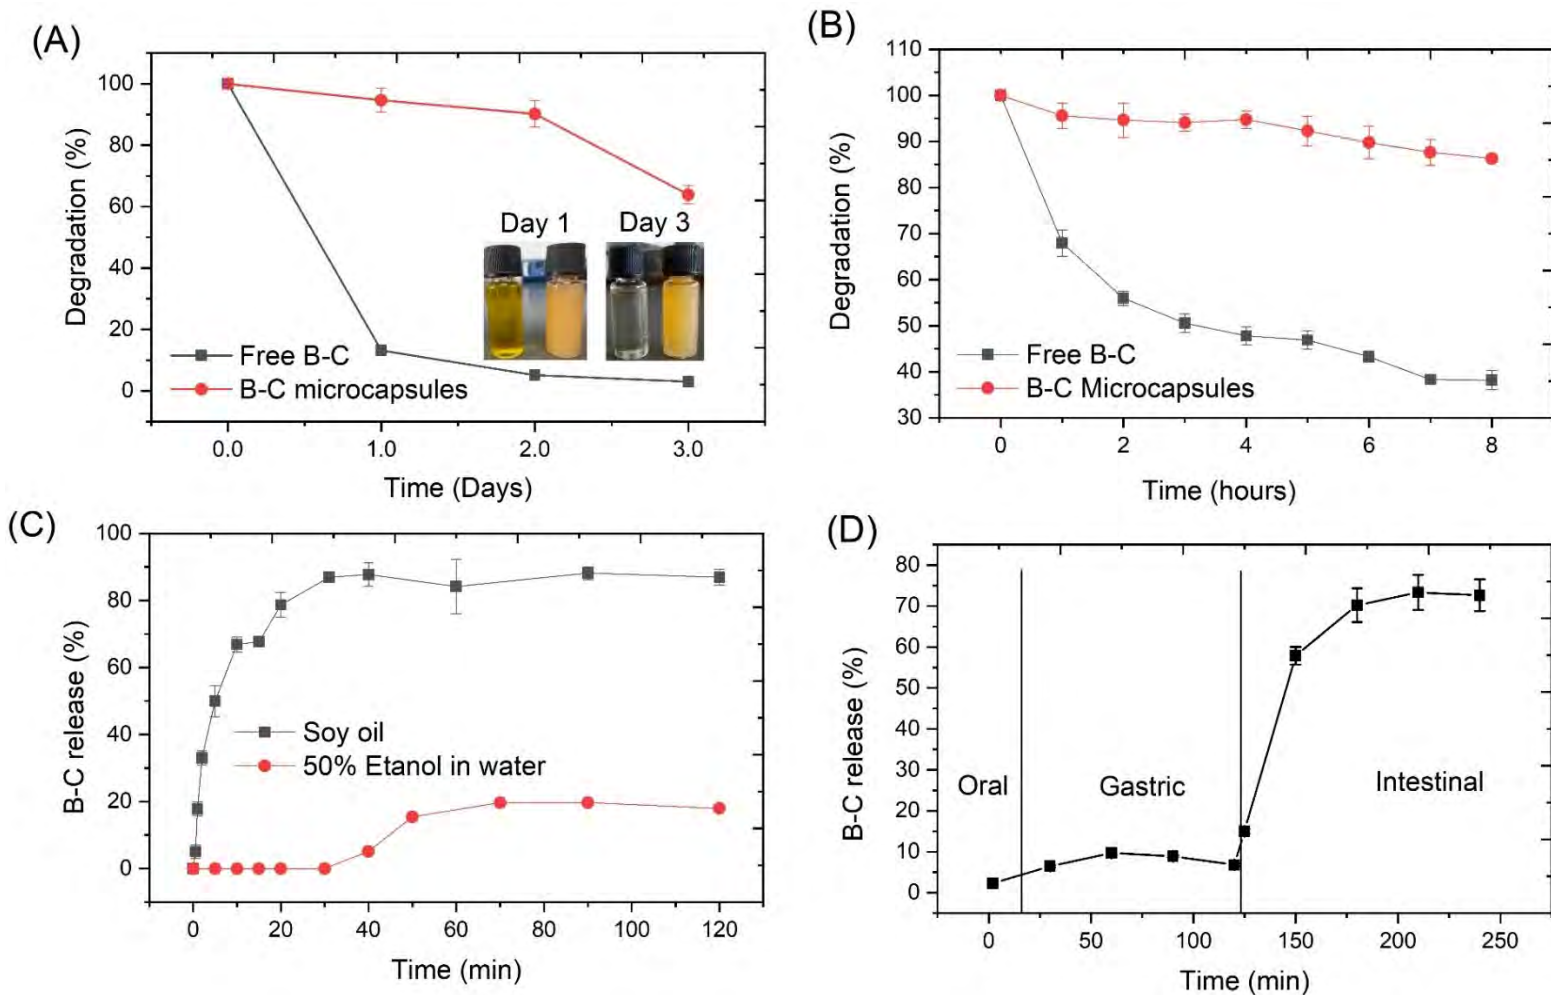 (A)
Degradation (%)
100
80
60
40
20
0
Day 1 Day 3
Free B-C
B-C microcapsules
0.0 1.0 2.0 3.0
Time (Days)
(B)
Degradation (%)
110
100
90
80
70
60
50
40
30
Free B-C
B-C Microcapsules
0 2 4 6 8
Time (hours)
(C)
B-C release (%)
100
80
60
40
20
0
Soy oil
50% Etanol in water
0 20 40 60 80 100 120
Time (min)
(D)
B-C release (%)
80
70
60
50
40
30
20
10
0
Oral Gastric Intestinal
0 50 100 150 200 250
Time (min)